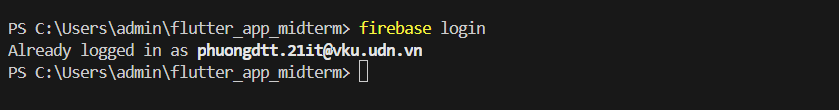 PS C:\Users\admin\flutter_app_midterm> firebase login
Already logged in as phuongdtt.21it@vku.udn.vn
PS C:\Users\admin\flutter_app_midterm>